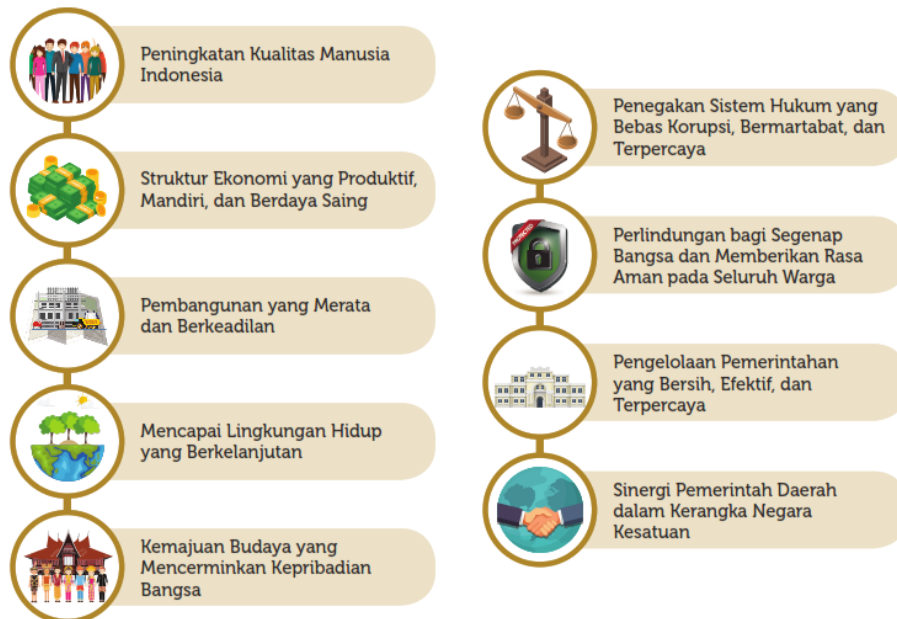 Peningkatan Kualitas Manusia
Indonesia
Struktur Ekonomi yang Produktif,
Mandiri, dan Berdaya Saing
Pembangunan yang Merata
dan Berkeadilan
Mencapai Lingkungan Hidup
yang Berkelanjutan
Kemajuan Budaya yang
Mencerminkan Kepribadian
Bangsa
Penegakan Sistem Hukum yang
Bebas Korupsi, Bermartabat, dan
Terpercaya
PROTECTED
Perlindungan bagi Segenap
Bangsa dan Memberikan Rasa
Aman pada Seluruh Warga
Pengelolaan Pemerintahan
yang Bersih, Efektif, dan
Terpercaya
Sinergi Pemerintah Daerah
dalam Kerangka Negara
Kesatuan